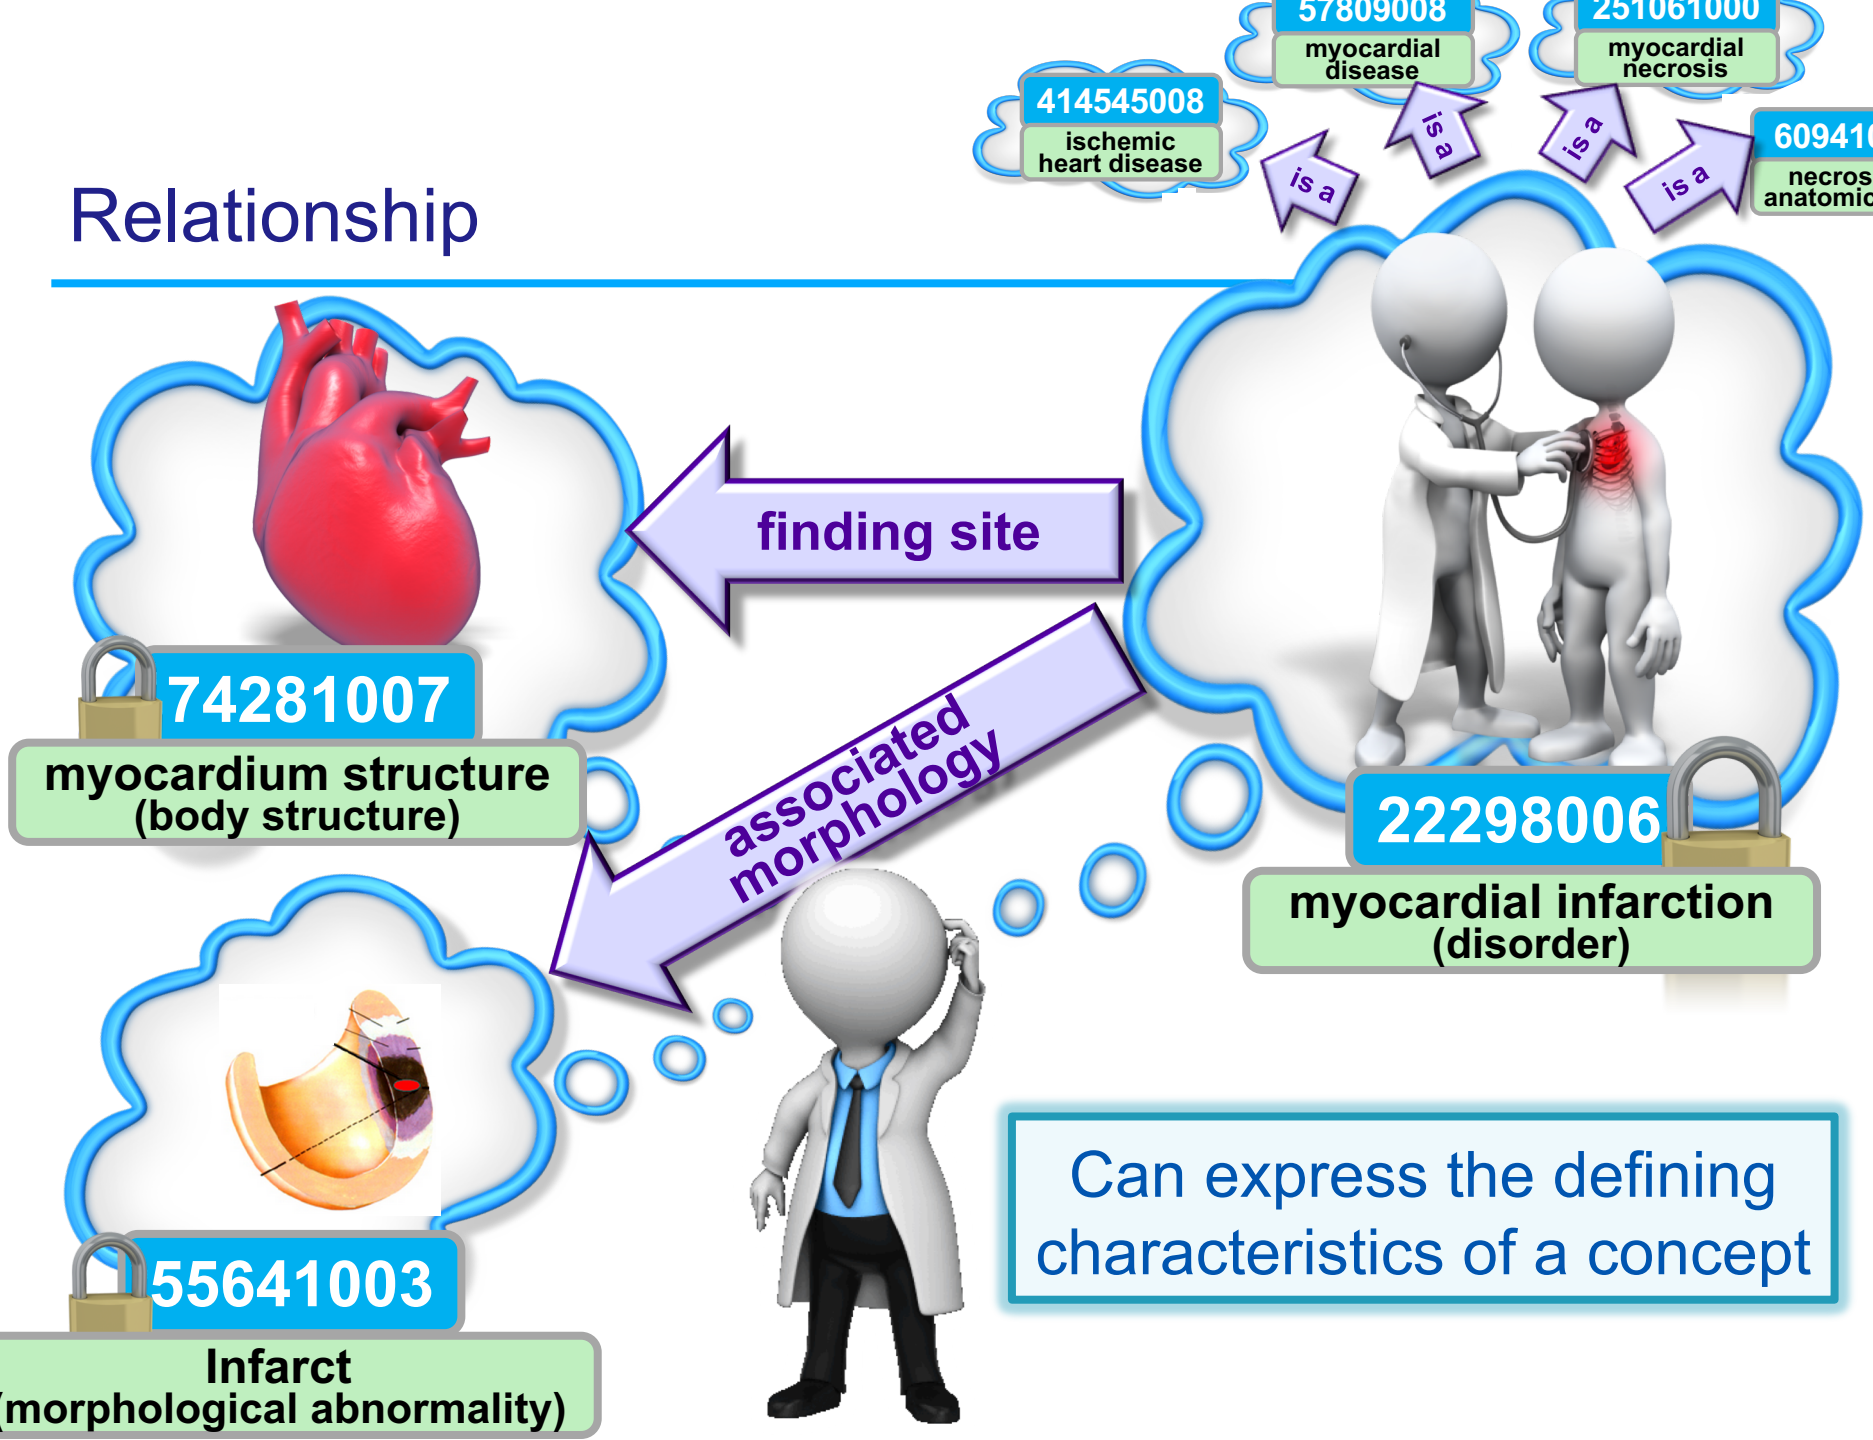 57809008
myocardial
disease
251061000
myocardial
necrosis
414545008
ischemic
heart disease
is a
is a
is a
is a
Relationship
finding site
74281007
myocardium structure
(body structure)
associated
morphology
22298006
myocardial infarction
(disorder)
55641003
Infarct
(morphological abnormality)
Can express the defining
characteristics of a concept